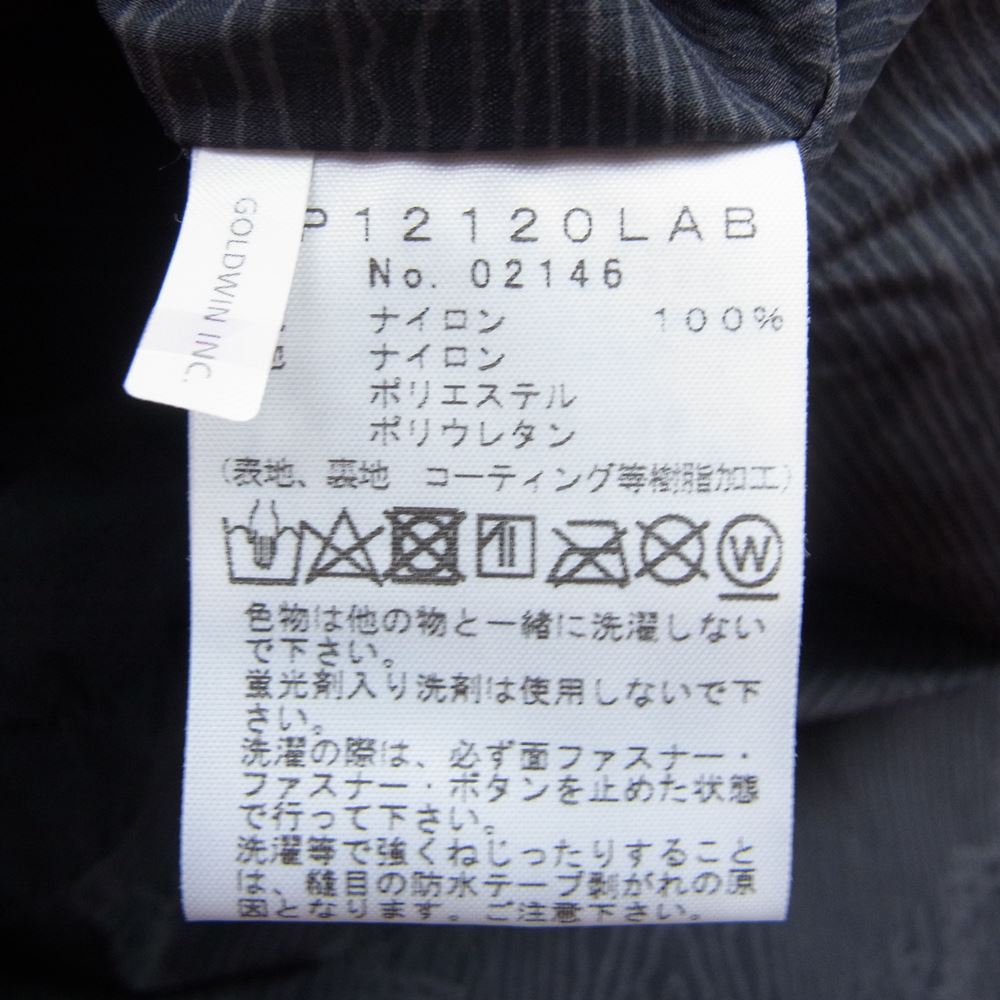 GOLDWIN INC.
P12120LAB
No. 02146
ナイロン 100%
地 ナイロン
ポリエステル
ポリウレタン
(表地、裏地 コーティング等樹脂加工)
W
色物は他の物と一緒に洗濯しない
で下さい。
蛍光剤入り洗剤は使用しないで下
さい。
洗濯の際は、必ず面ファスナー・
ファスナー・ボタンを止めた状態
で行って下さい。
洗濯等で強くねじったりすること
は、縫目の防水テープ剥がれの原
因となります。ご注意下さい。